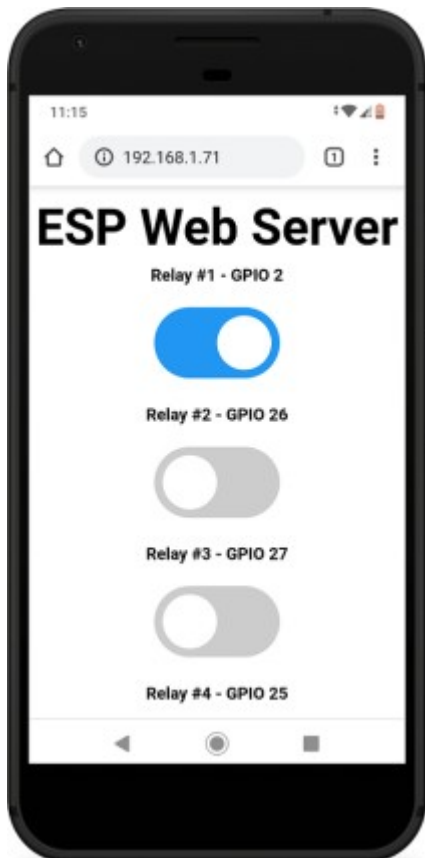 11:15
192.168.1.71
1
ESP Web Server
Relay #1 - GPIO 2
Relay #2 - GPIO 26
Relay #3 - GPIO 27
Relay #4 - GPIO 25